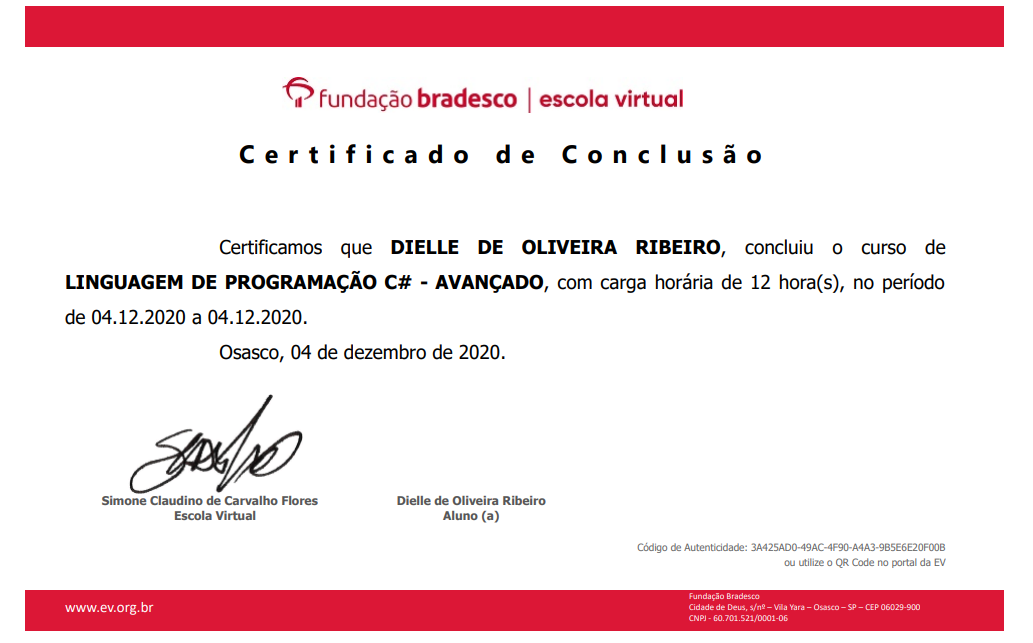 fundação bradesco | escola virtual
Certificado de Conclusão
Certificamos que DIELLE DE OLIVEIRA RIBEIRO, concluiu o curso de
LINGUAGEM DE PROGRAMAÇÃO C# - AVANÇADO, com carga horária de 12 hora(s), no período
de 04.12.2020 a 04.12.2020.
Osasco, 04 de dezembro de 2020.
Simone Claudino de Carvalho Flores
Escola Virtual
Dielle de Oliveira Ribeiro
Aluno (a)
Código de Autenticidade: 3A425AD0-49AC-4F90-A4A3-9B5E6E20F00B
ou utilize o QR Code no portal da EV
www.ev.org.br
Fundação Bradesco
Cidade de Deus, s/nº – Vila Yara – Osasco – SP – CEP 06029-900
CNPJ - 60.701.521/0001-06